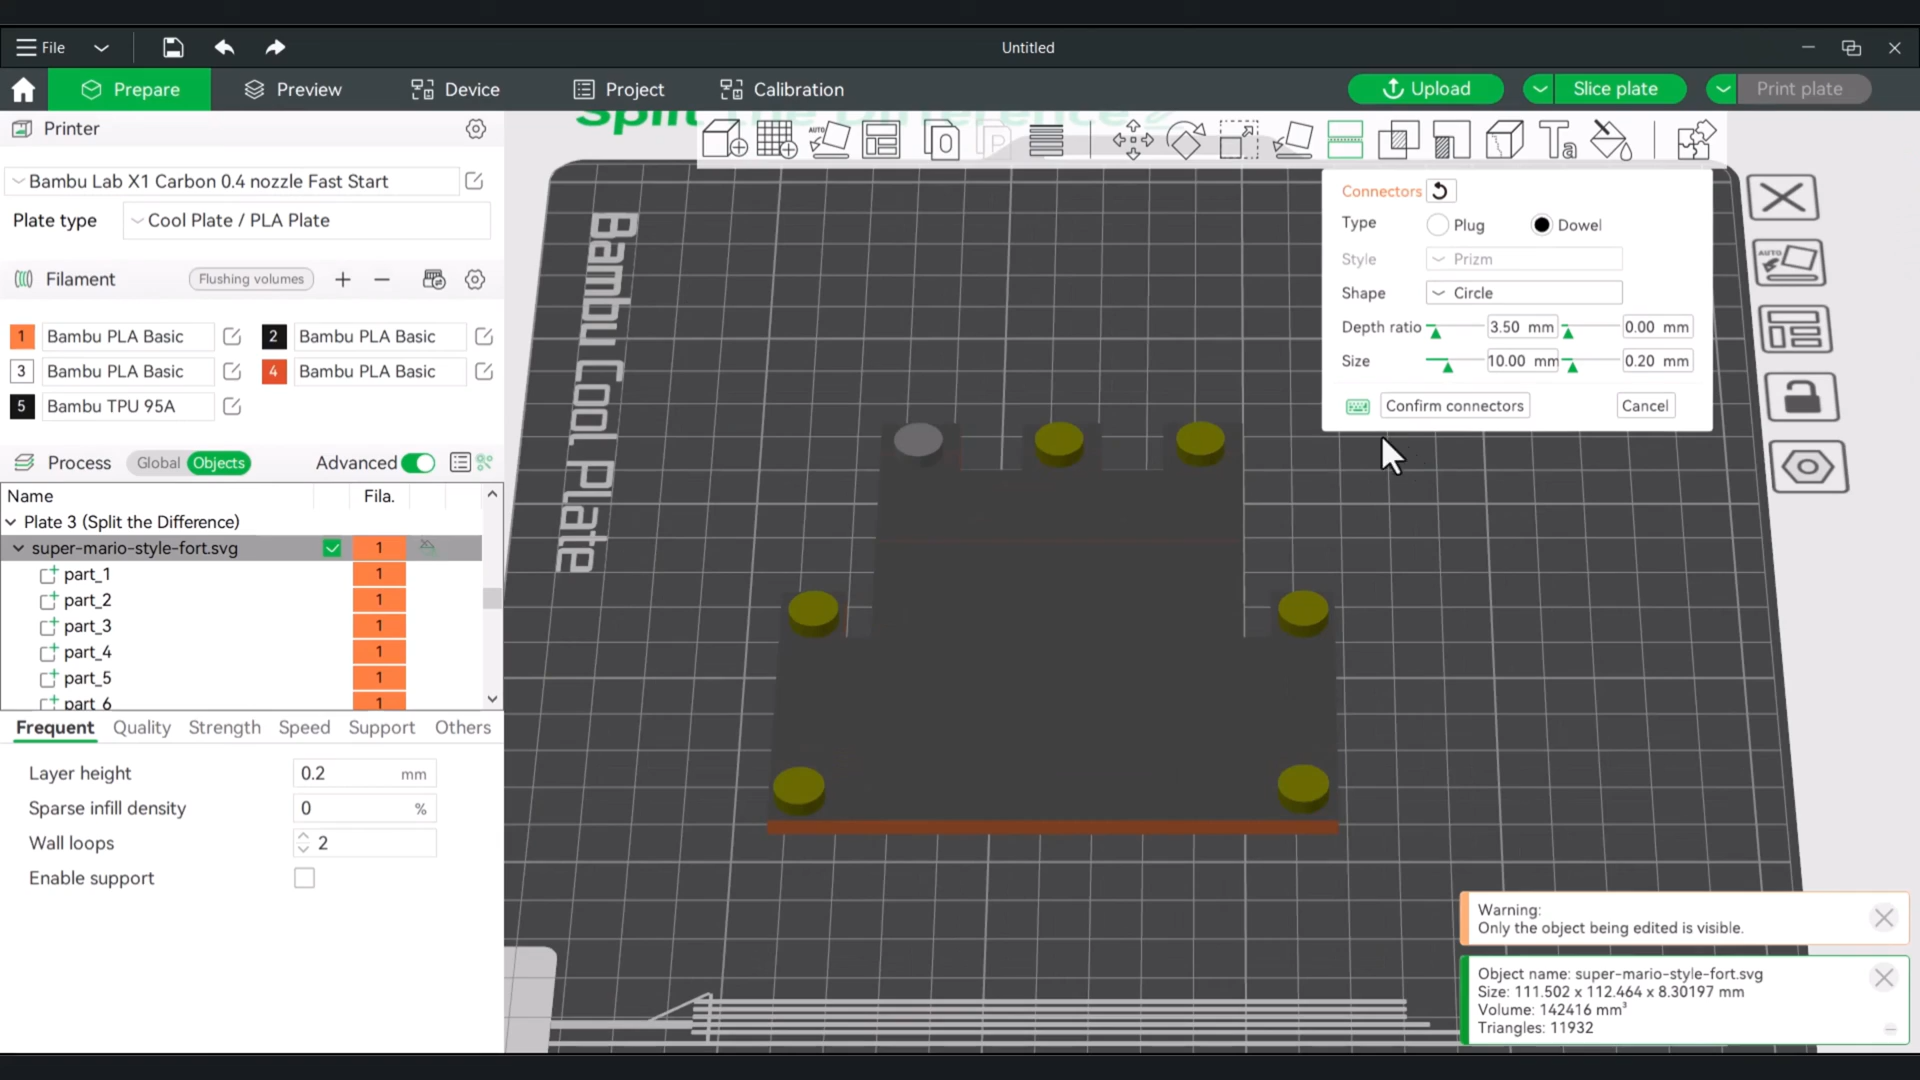 File
Untitled
Prepare
Preview
Device
Project
Calibration
Upload
Slice plate
Print plate
Split the Difference
Printer
Bambu Lab X1 Carbon 0.4 nozzle Fast Start
Plate type
Cool Plate / PLA Plate
Filament
Flushing volumes
1 Bambu PLA Basic
2 Bambu PLA Basic
3 Bambu PLA Basic
4 Bambu PLA Basic
5 Bambu TPU 95A
Process Global Objects Advanced
Name Fila.
Plate 3 (Split the Difference)
super-mario-style-fort.svg 1
part_1 1
part_2 1
part_3 1
part_4 1
part_5 1
part_6 1
Frequent Quality Strength Speed Support Others
Layer height 0.2 mm
Sparse infill density 0 %
Wall loops 2
Enable support
AUTO
O
P
Ta
Bambu Cool Plate
Connectors
Type Plug Dowel
Style Prizm
Shape Circle
Depth ratio 3.50 mm 0.00 mm
Size 10.00 mm 0.20 mm
Confirm connectors Cancel
AUTO
Warning:
Only the object being edited is visible.
Object name: super-mario-style-fort.svg
Size: 111.502 x 112.464 x 8.30197 mm
Volume: 142416 mm³
Triangles: 11932